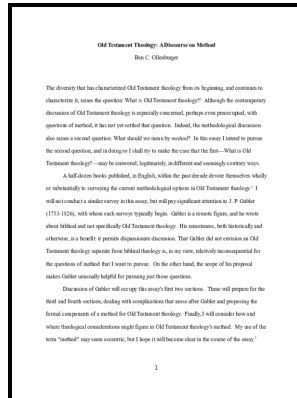 Old Testament Theology: A Discourse on Method
Ben C. Ollenburger
The diversity that has characterized Old Testament theology from its beginning, and continues to
characterize it, raises the question: What is Old Testament theology?¹ Although the contemporary
discussion of Old Testament theology is especially concerned, perhaps even preoccupied, with
questions of method, it has not yet settled that question. Indeed, the methodological discussion
also raises a second question: What should we mean by method? In this essay I intend to pursue
the second question, and in doing so I shall try to make the case that the first—What is Old
Testament theology?—may be answered, legitimately, in different and seemingly contrary ways.
A half-dozen books published, in English, within the past decade devote themselves wholly
or substantially to surveying the current methodological options in Old Testament theology.² I
will not conduct a similar survey in this essay, but will pay significant attention to J. P. Gabler
(1753-1826), with whom such surveys typically begin. Gabler is a remote figure, and he wrote
about biblical and not specifically Old Testament theology. His remoteness, both historically and
otherwise, is a benefit: it permits dispassionate discussion. That Gabler did not envision an Old
Testament theology separate from biblical theology is, in my view, relatively inconsequential for
the questions of method that I want to pursue. On the other hand, the scope of his proposal
makes Gabler unusually helpful for pursuing just those questions.
Discussion of Gabler will occupy this essay's first two sections. These will prepare for the
third and fourth sections, dealing with complications that arose after Gabler and proposing the
formal components of a method for Old Testament theology. Finally, I will consider how and
where theological considerations might figure in Old Testament theology's method. My use of the
term "method" may seem eccentric, but I hope it will become clear in the course of the essay.³
1